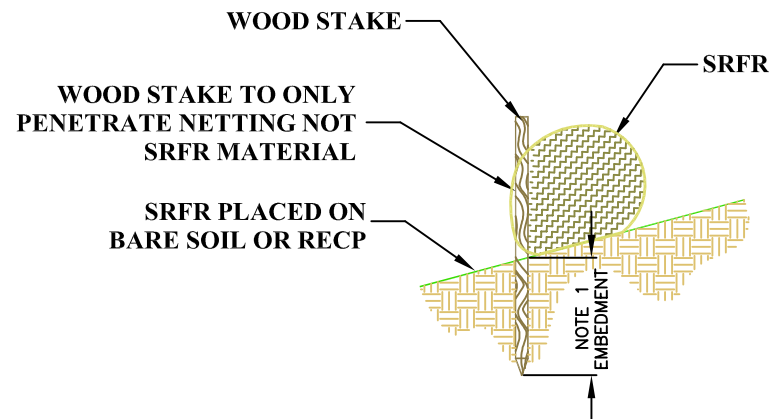 WOOD STAKE
SRFR
WOOD STAKE TO ONLY
PENETRATE NETTING NOT
SRFR MATERIAL
SRFR PLACED ON
BARE SOIL OR RECP
NOTE 1
EMBEDMENT